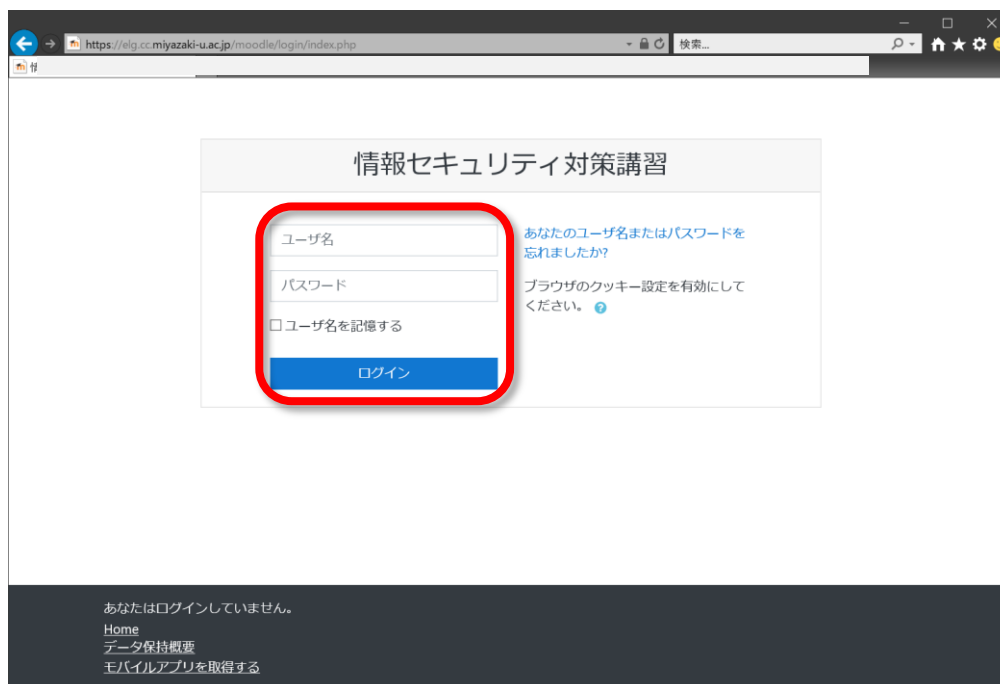 https://elg.cc.miyazaki-u.ac.jp/moodle/login/index.php
検索...
情報セキュリティ対策講習
ユーザ名
パスワード
ユーザ名を記憶する
ログイン
あなたのユーザ名またはパスワードを
忘れましたか?
ブラウザのクッキー設定を有効にして
ください。
あなたはログインしていません。
Home
データ保持概要
モバイルアプリを取得する